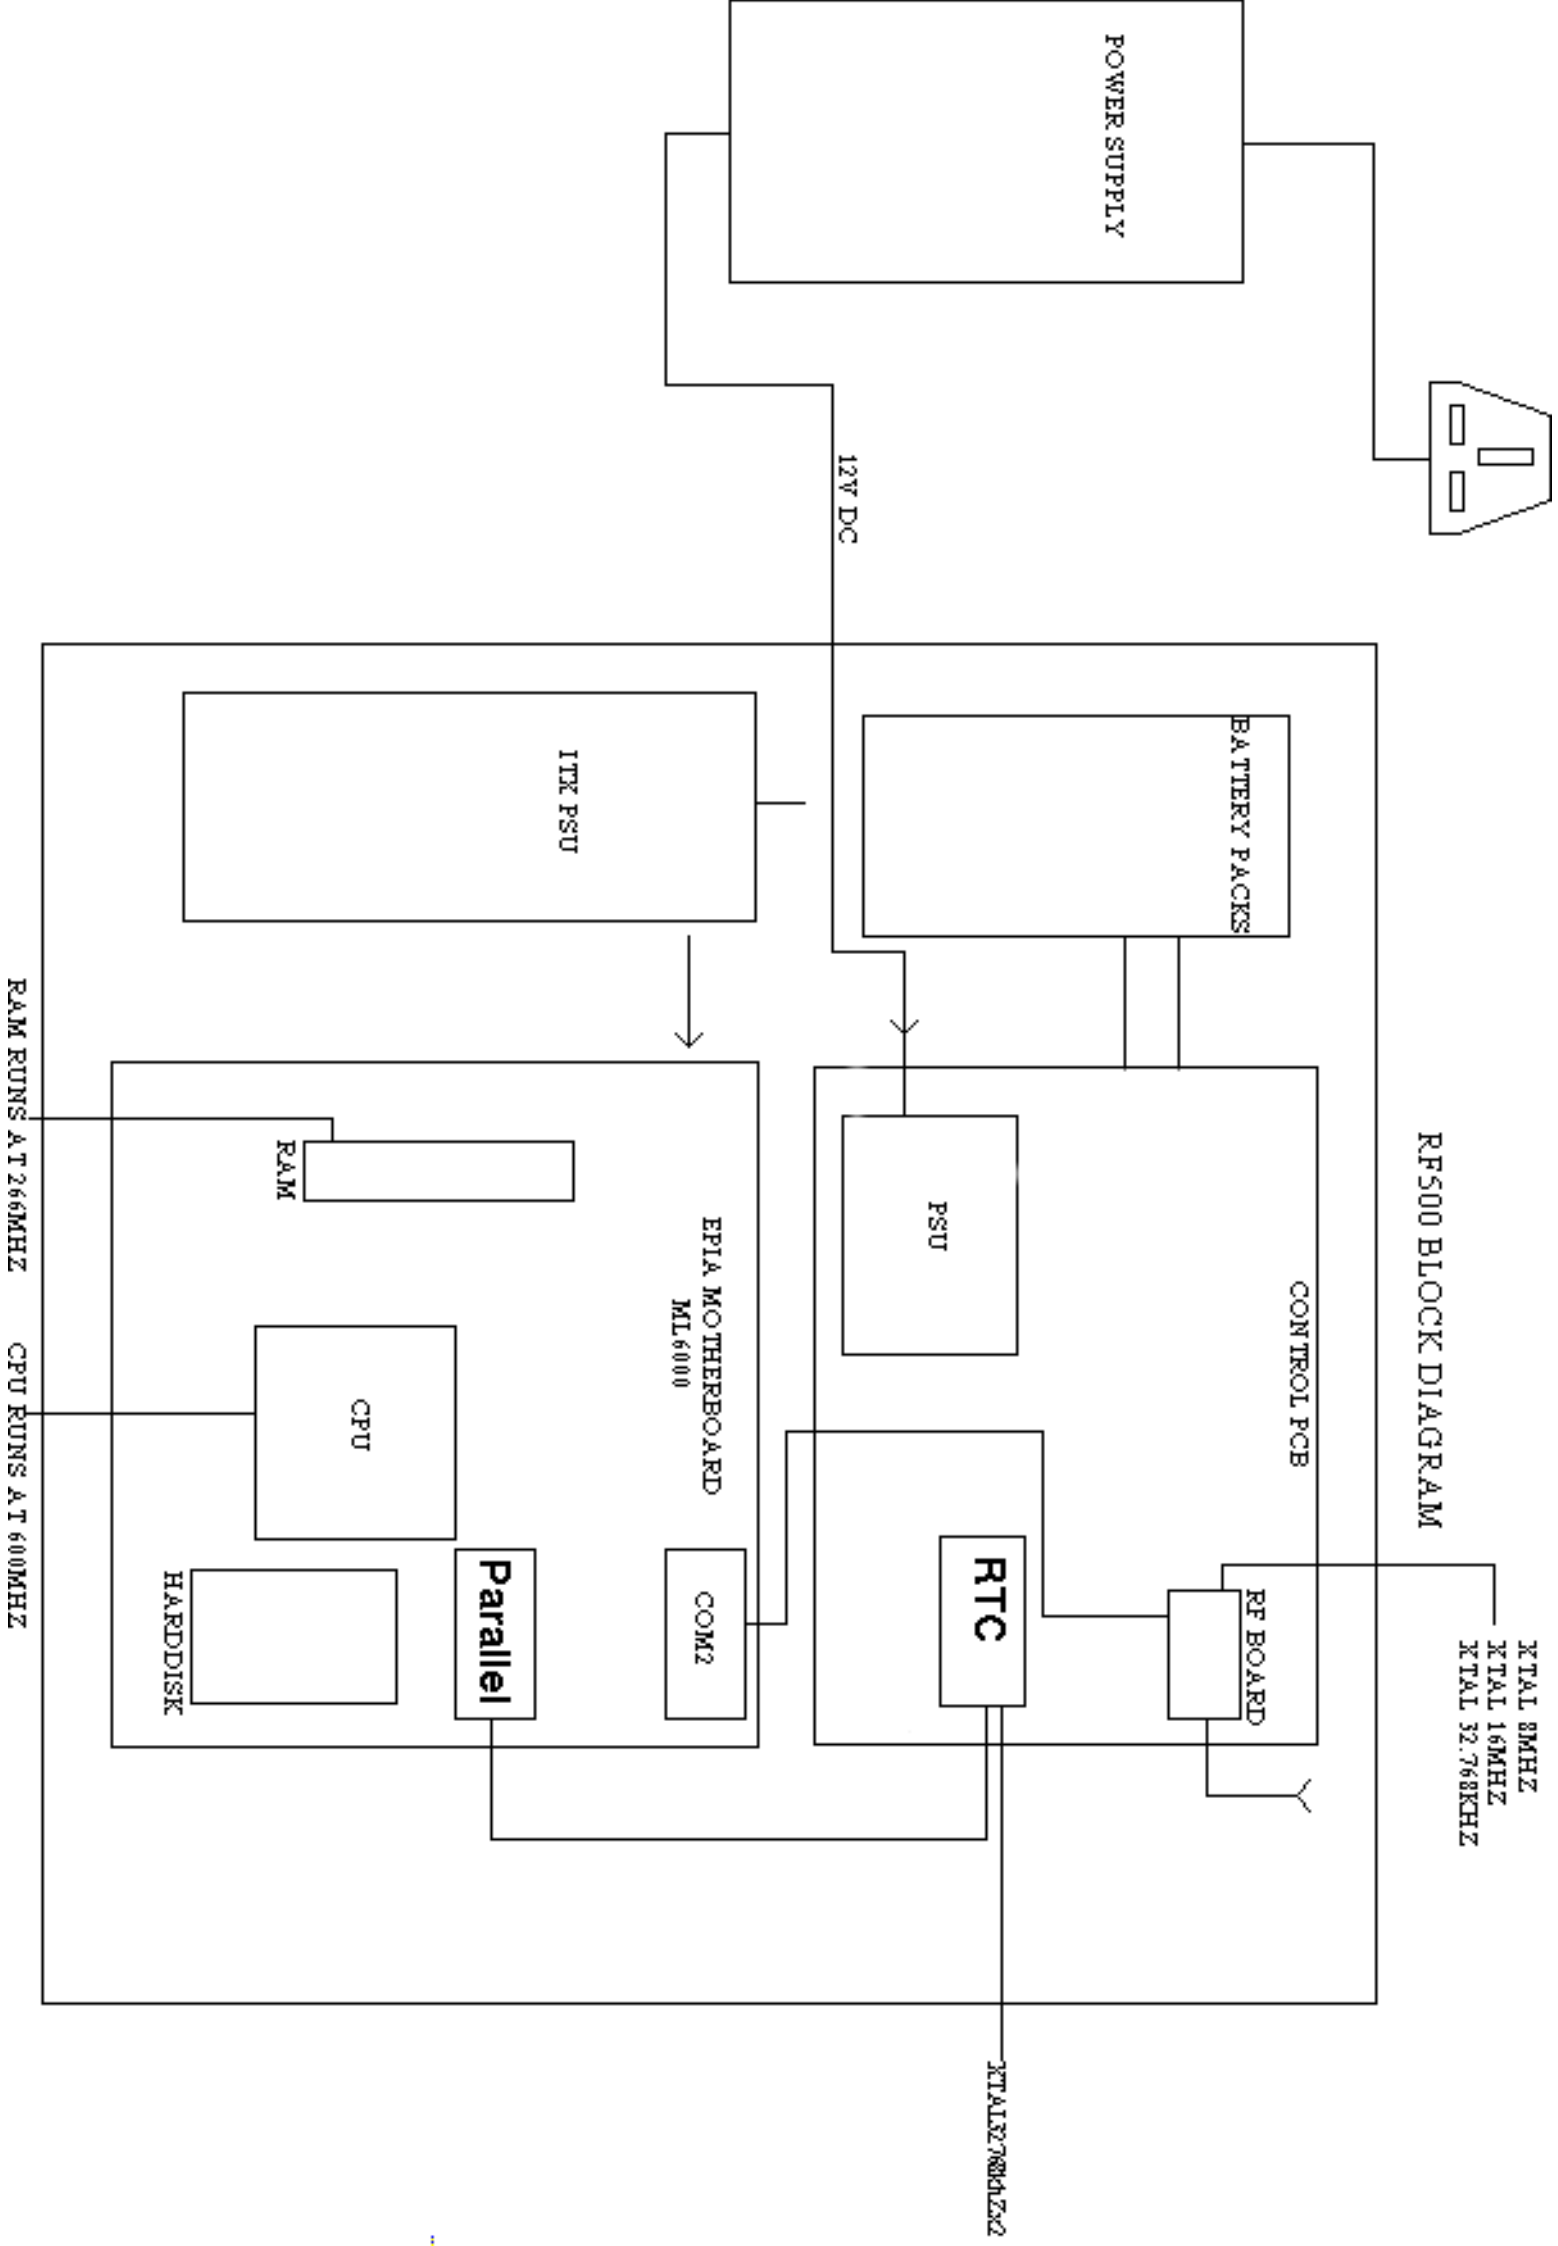 RF500 BLOCK DIAGRAM
XTAL 8MHZ
XTAL 16MHZ
XTAL 32.768KHZ
POWER SUPPLY
12V DC
BATTERY PACKS
CONTROL PCB
RF BOARD
PSU
RTC
XTAL32768khZx2
ITX PSU
EPIA MOTHERBOARD
ML6000
COM2
Parallel
RAM
CPU
HARDDISK
RAM RUNS AT 266MHZ
CPU RUNS AT 600MHZ